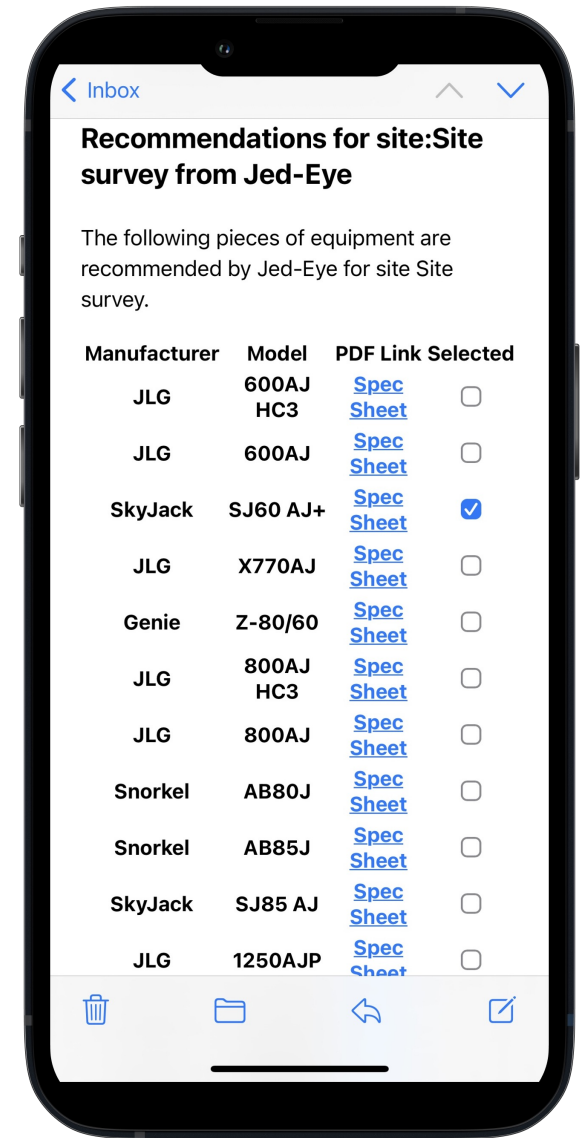 Inbox
Recommendations for site:Site
survey from Jed-Eye
The following pieces of equipment are
recommended by Jed-Eye for site Site
survey.
Manufacturer Model PDF Link Selected
JLG 600AJ HC3 Spec Sheet
JLG 600AJ Spec Sheet
SkyJack SJ60 AJ+ Spec Sheet
JLG X770AJ Spec Sheet
Genie Z-80/60 Spec Sheet
JLG 800AJ HC3 Spec Sheet
JLG 800AJ Spec Sheet
Snorkel AB80J Spec Sheet
Snorkel AB85J Spec Sheet
SkyJack SJ85 AJ Spec Sheet
JLG 1250AJP Spec Sheet